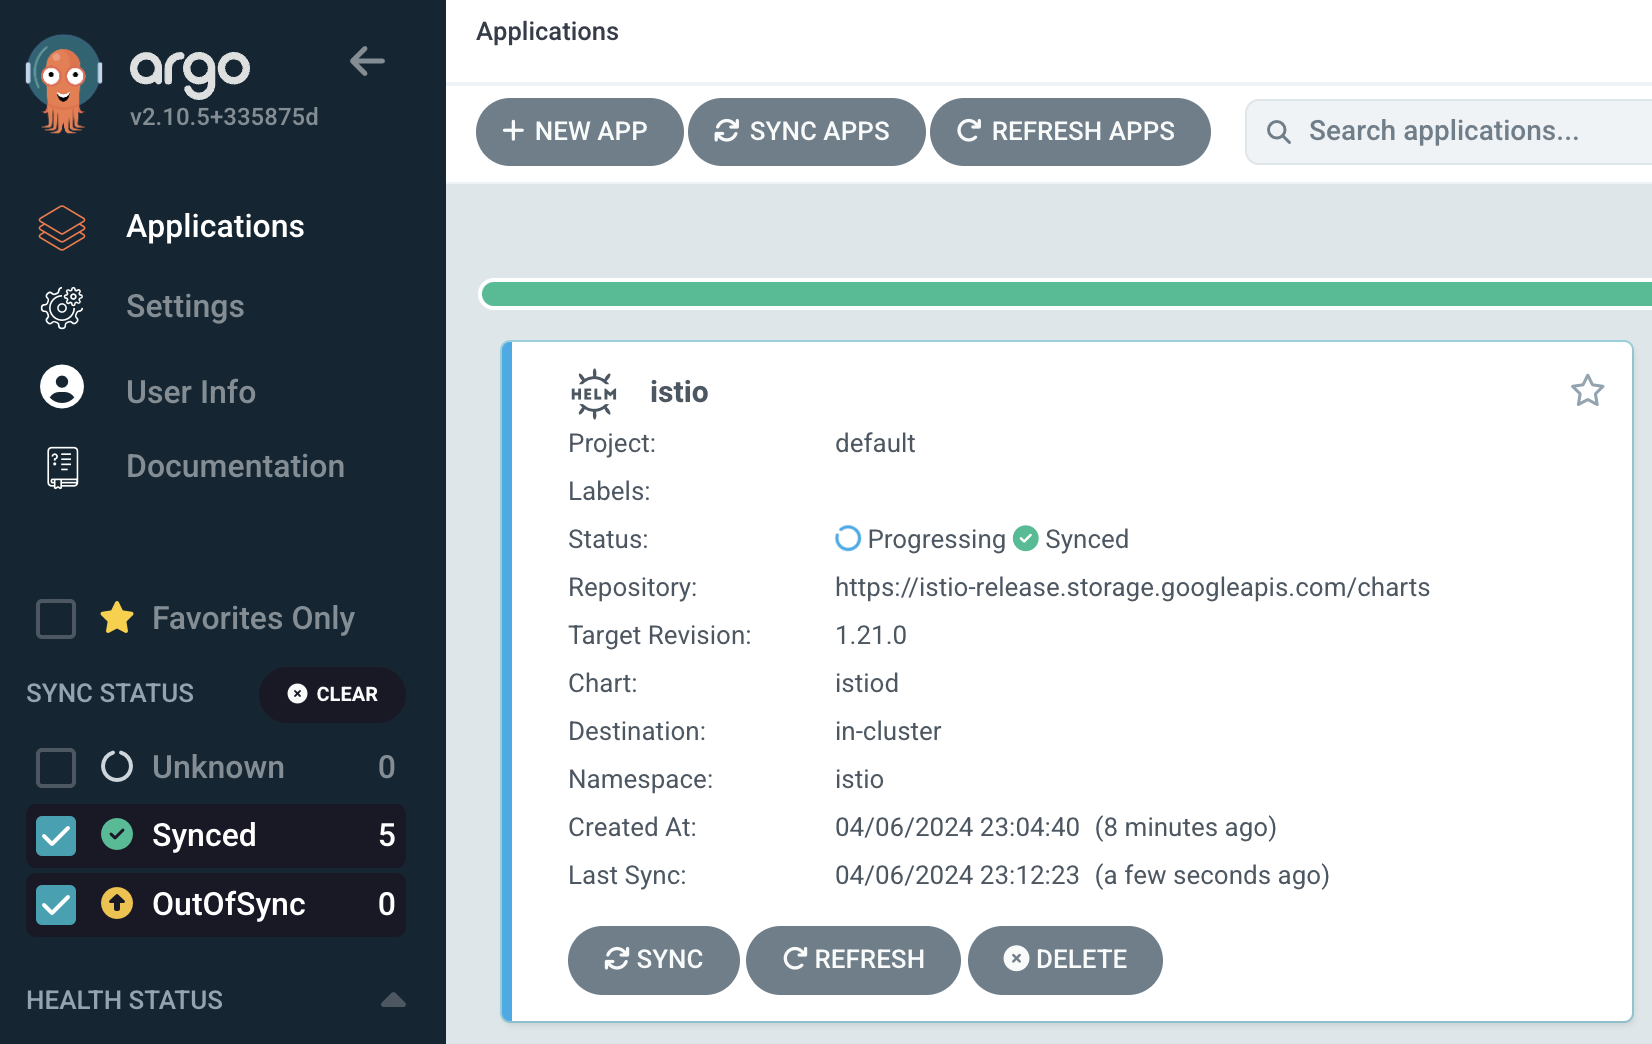 argo
v2.10.5+335875d
Applications
Settings
User Info
Documentation
Favorites Only
SYNC STATUS CLEAR
Unknown 0
Synced 5
OutOfSync 0
HEALTH STATUS
Applications
+ NEW APP SYNC APPS REFRESH APPS Search applications...
HELM istio
Project: default
Labels:
Status: Progressing Synced
Repository: https://istio-release.storage.googleapis.com/charts
Target Revision: 1.21.0
Chart: istiod
Destination: in-cluster
Namespace: istio
Created At: 04/06/2024 23:04:40 (8 minutes ago)
Last Sync: 04/06/2024 23:12:23 (a few seconds ago)
SYNC REFRESH DELETE